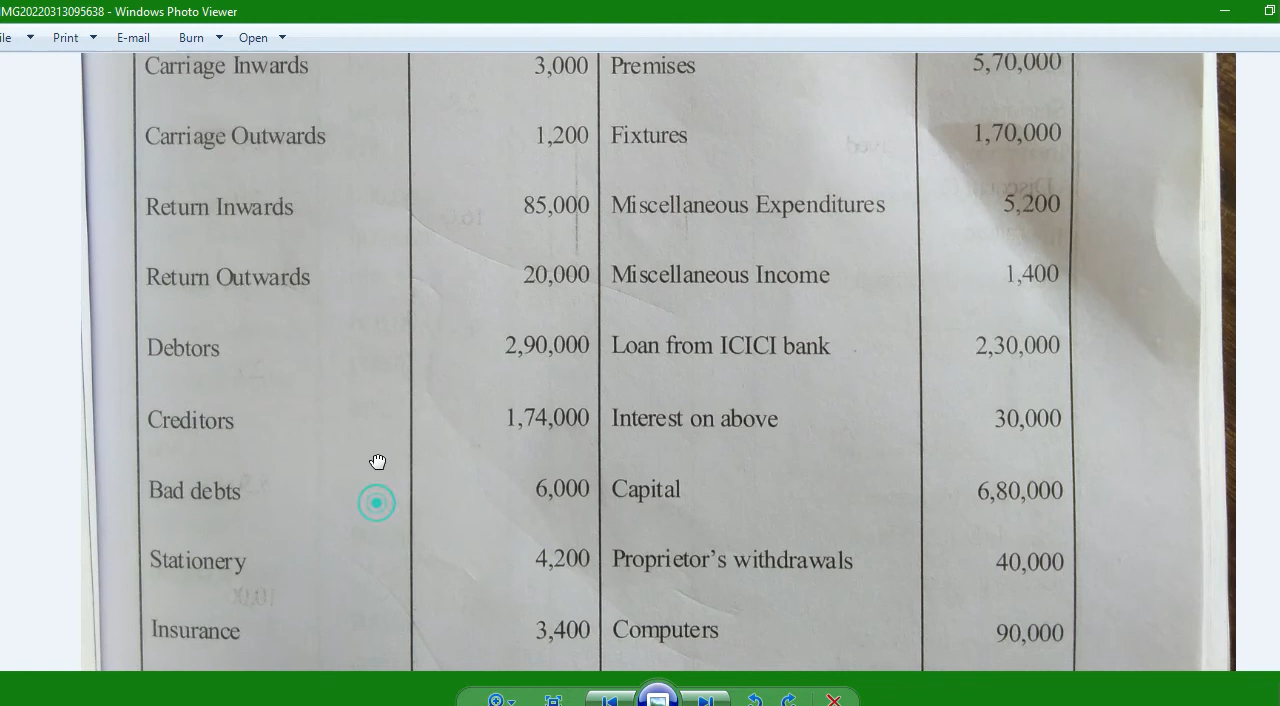 MG20220313095638 - Windows Photo Viewer
ile Print E-mail Burn Open
Carriage Inwards 3,000 Premises 5,70,000
Carriage Outwards 1,200 Fixtures 1,70,000
Return Inwards 85,000 Miscellaneous Expenditures 5,200
Return Outwards 20,000 Miscellaneous Income 1,400
Debtors 2,90,000 Loan from ICICI bank 2,30,000
Creditors 1,74,000 Interest on above 30,000
Bad debts 6,000 Capital 6,80,000
Stationery 4,200 Proprietor's withdrawals 40,000
Insurance 3,400 Computers 90,000